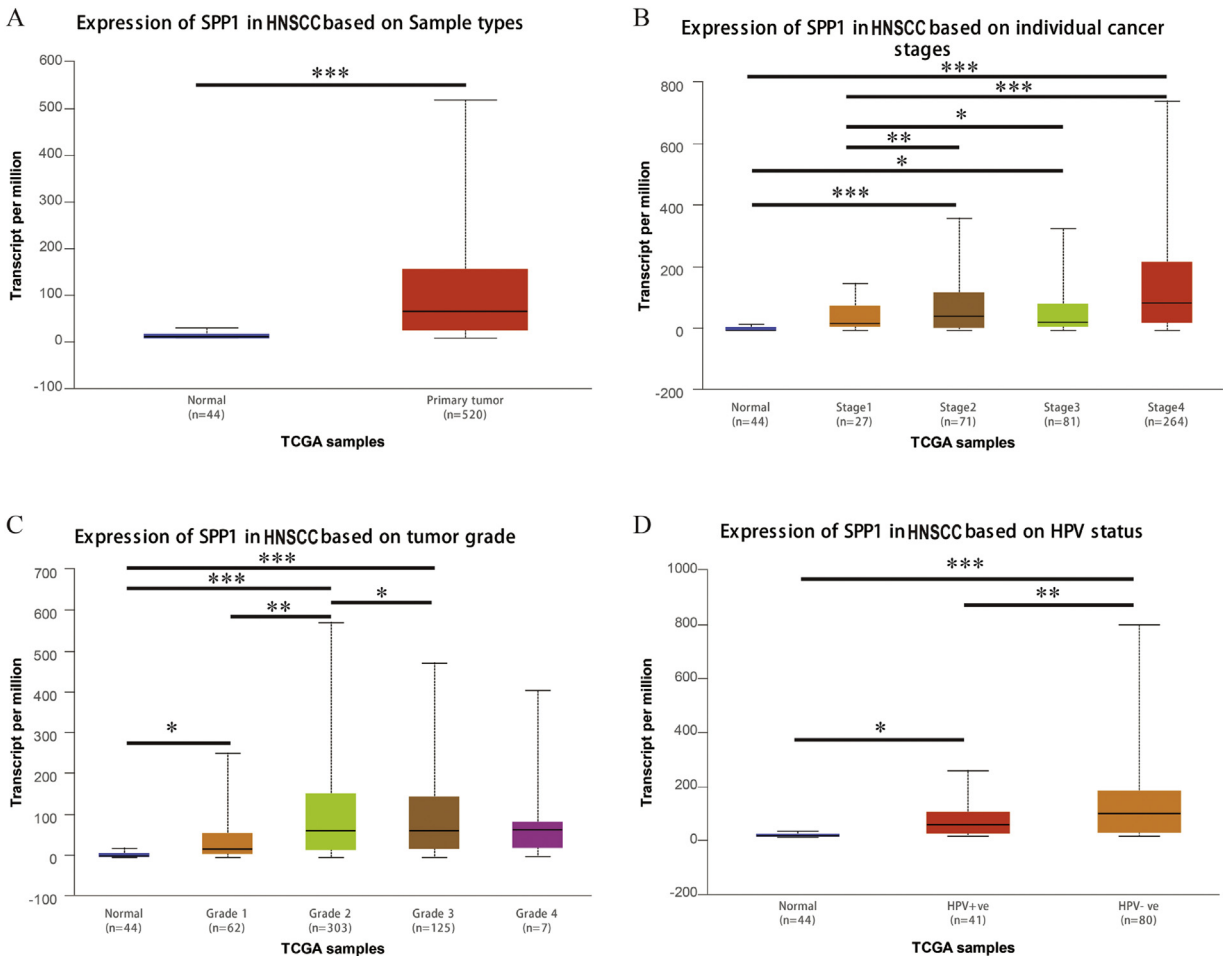 A
Expression of SPP1 in HNSCC based on Sample types
***
600
500
400
300
200
100
0
-100
Transcript per million
Normal
(n=44)
Primary tumor
(n=520)
TCGA samples
B
Expression of SPP1 in HNSCC based on individual cancer
stages
***
***
*
**
*
***
800
600
400
200
0
-200
Transcript per million
Normal
(n=44)
Stage1
(n=27)
Stage2
(n=71)
Stage3
(n=81)
Stage4
(n=264)
TCGA samples
C
Expression of SPP1 in HNSCC based on tumor grade
***
***
**
*
*
700
600
500
400
300
200
100
0
-100
Transcript per million
Normal
(n=44)
Grade 1
(n=62)
Grade 2
(n=303)
Grade 3
(n=125)
Grade 4
(n=7)
TCGA samples
D
Expression of SPP1 in HNSCC based on HPV status
***
**
*
1000
800
600
400
200
0
-200
Transcript per million
Normal
(n=44)
HPV+ve
(n=41)
HPV- ve
(n=80)
TCGA samples